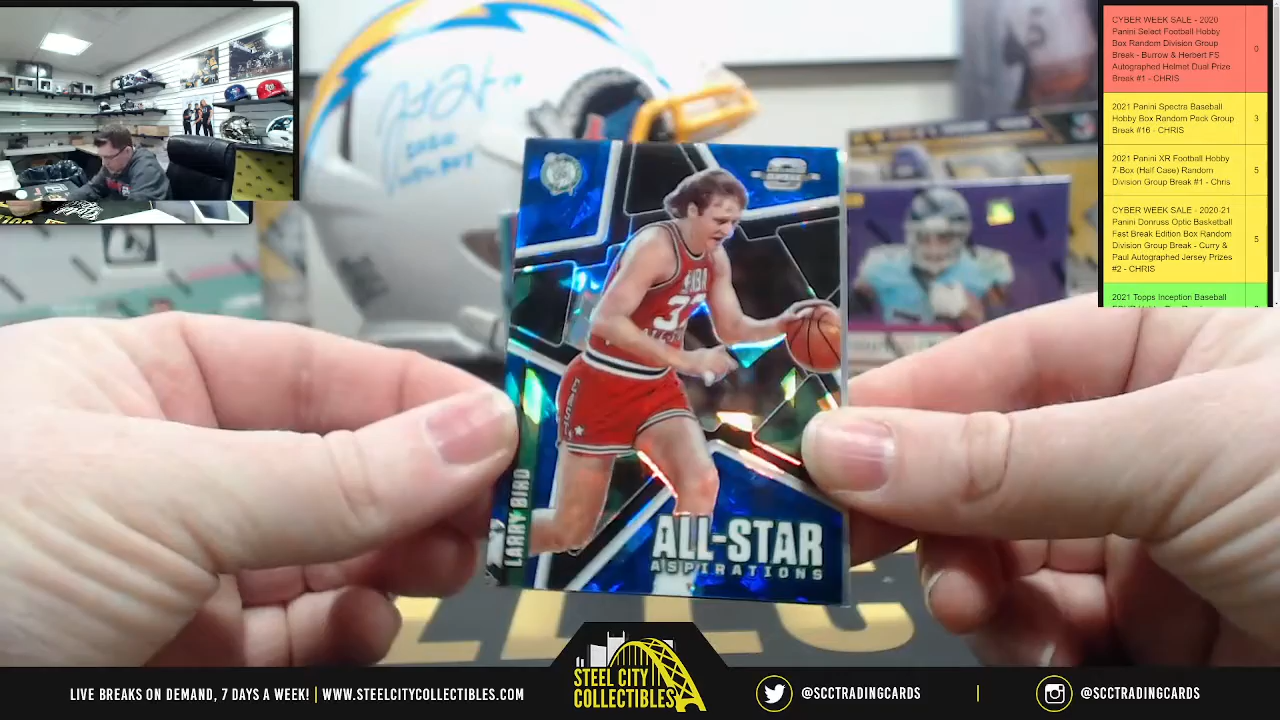 CYBER WEEK SALE - 2020
Panini Select Football Hobby
Box Random Division Group
Break - Burrow & Herbert FS
Autographed Helmet Dual Prize
Break #1 - CHRIS
0
2021 Panini Spectra Baseball
Hobby Box Random Pack Group
Break #16 - CHRIS
3
2021 Panini XR Football Hobby
7-Box (Half Case) Random
Division Group Break #1 - Chris
5
CYBER WEEK SALE - 2020-21
Panini Donruss Optic Basketball
Fast Break Edition Box Random
Division Group Break - Curry &
Paul Autographed Jersey Prizes
#2 - CHRIS
5
2021 Topps Inception Baseball
NBA
LARRY BIRD
ALL-STAR
ASPIRATIONS
STEEL CITY
COLLECTIBLES
LIVE BREAKS ON DEMAND, 7 DAYS A WEEK! | WWW.STEELCITYCOLLECTIBLES.COM
@SCCTRADINGCARDS
@SCCTRADINGCARDS